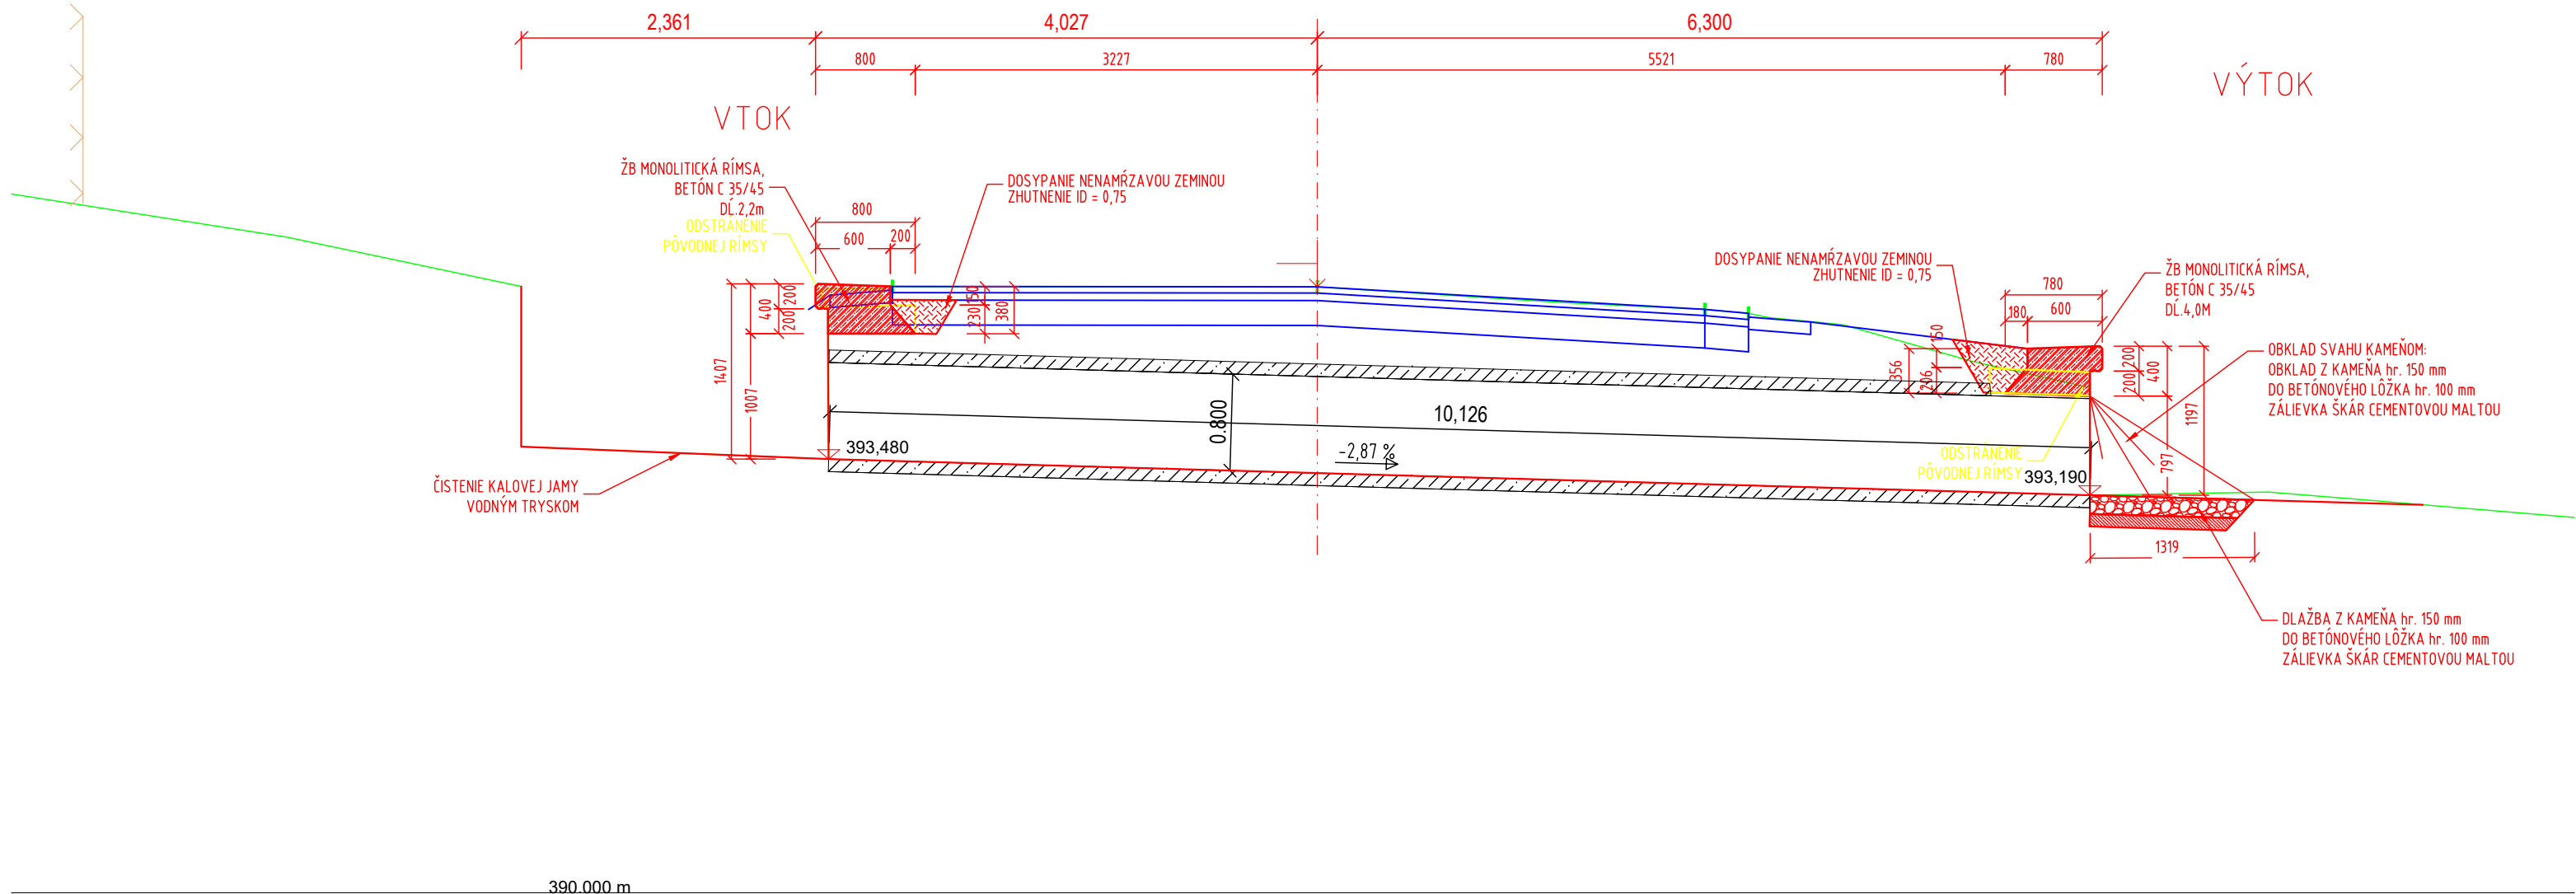 2,361
4,027
6,300
800
3227
5521
780
VTOK
VÝTOK
ŽB MONOLITICKÁ RÍMSA,
BETÓN C 35/45
DĹ.2,2m
ODSTRÁNENIE
PÔVODNEJ RÍMSY
800
600
200
DOSYPANIE NENAMŔZAVOU ZEMINOU
ZHUTNENIE ID = 0,75
DOSYPANIE NENAMŔZAVOU ZEMINOU
ZHUTNENIE ID = 0,75
780
180
600
ŽB MONOLITICKÁ RÍMSA,
BETÓN C 35/45
DĹ.4,0M
1407
1007
400
200
200
150
230
380
150
356
206
200
200
400
1197
797
OBKLAD SVAHU KAMEŇOM:
OBKLAD Z KAMEŇA hr. 150 mm
DO BETÓNOVÉHO LÔŽKA hr. 100 mm
ZÁLIEVKA ŠKÁR CEMENTOVOU MALTOU
0.800
10,126
393,480
-2,87 %
ODSTRÁNENIE
PÔVODNEJ RÍMSY
393,190
ČISTENIE KALOVEJ JAMY
VODNÝM TRYSKOM
1319
DLAŽBA Z KAMEŇA hr. 150 mm
DO BETÓNOVÉHO LÔŽKA hr. 100 mm
ZÁLIEVKA ŠKÁR CEMENTOVOU MALTOU
390.000 m